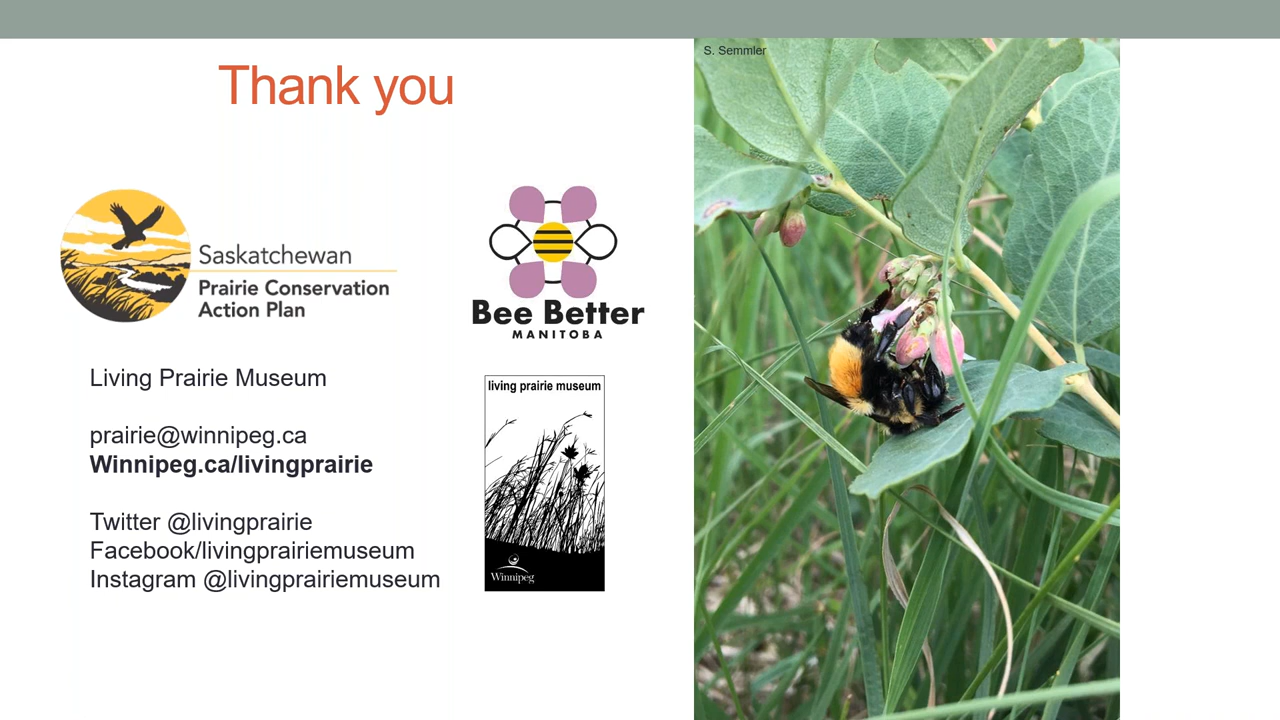 S. Semmler
Thank you
Saskatchewan
Prairie Conservation
Action Plan
Bee Better
MANITOBA
Living Prairie Museum
prairie@winnipeg.ca
Winnipeg.ca/livingprairie
Twitter @livingprairie
Facebook/livingprairiemuseum
Instagram @livingprairiemuseum
living prairie museum
Winnipeg